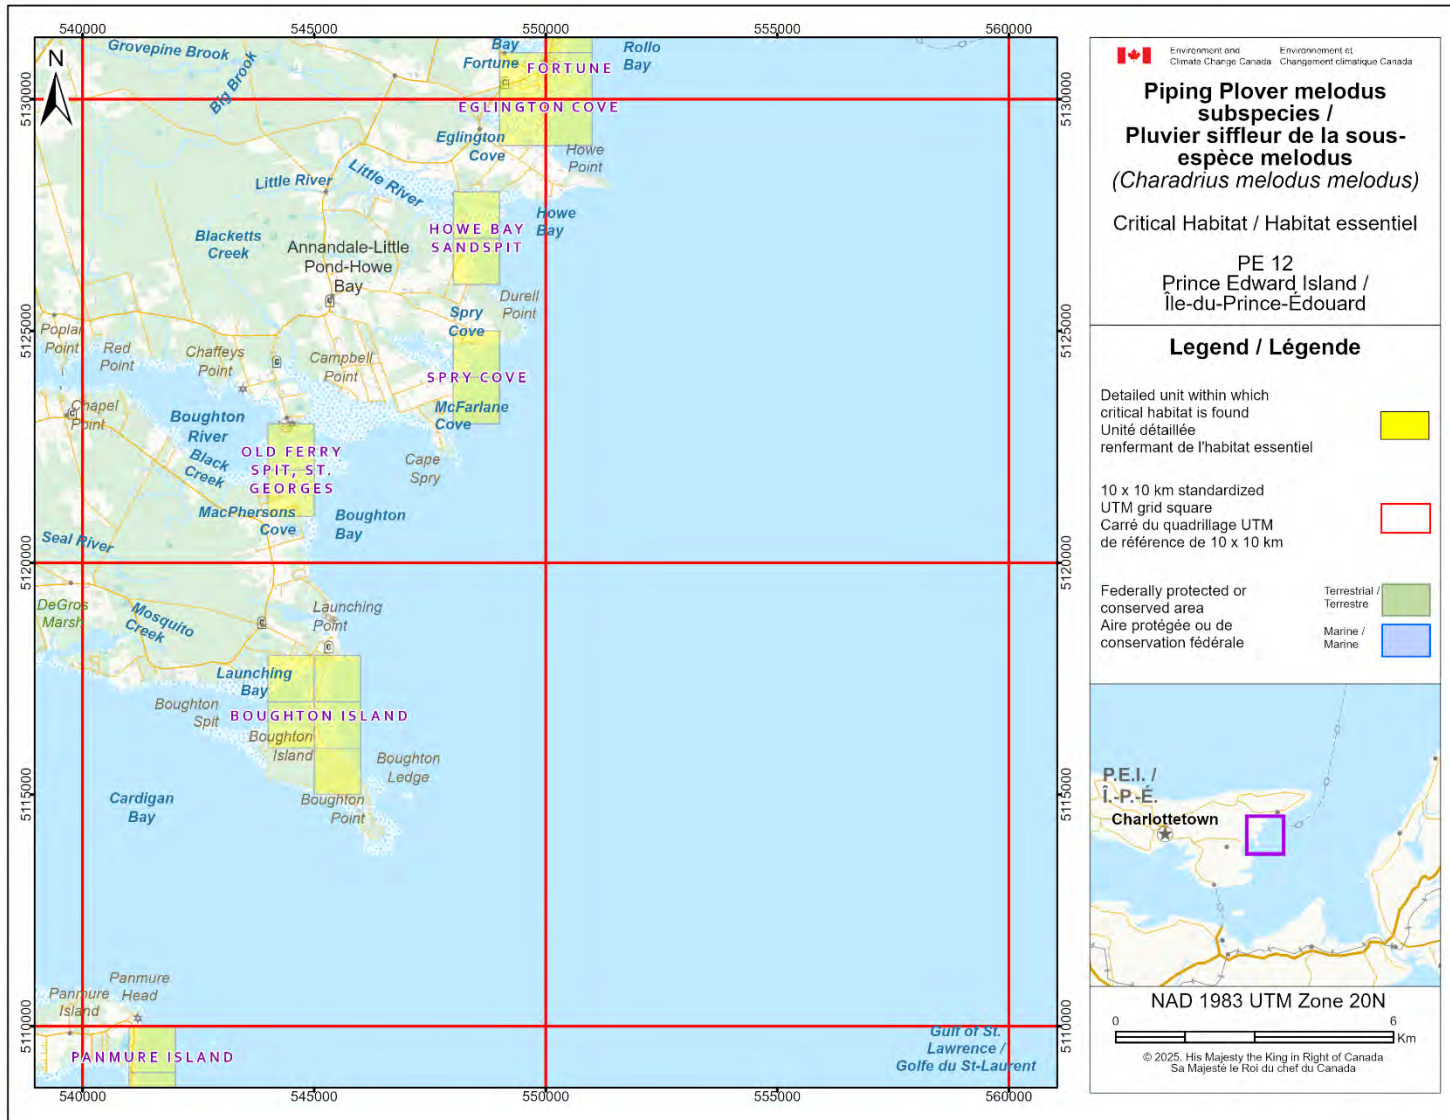 540000
545000
550000
555000
560000
Grovepine Brook
Big Brook
Bay
Fortune
Rollo
Bay
FORTUNE
N
5130000
5130000
EGLINGTON COVE
Eglington
Cove
Howe
Point
Little River
Little River
Howe
Bay
HOWE BAY
SANDSPIT
Blacketts
Creek
Annandale-Little
Pond-Howe
Bay
Durell
Point
Spry
Cove
5125000
5125000
Poplar
Point
Red
Point
Chaffeys
Point
Campbell
Point
SPRY COVE
McFarlane
Cove
Chapel
Point
Boughton
River
Black
Creek
OLD FERRY
SPIT, ST.
GEORGES
Cape
Spry
MacPhersons
Cove
Boughton
Bay
Seal River
5120000
5120000
DeGros
Marsh
Mosquito
Creek
Launching
Point
Launching
Bay
Boughton
Spit
BOUGHTON ISLAND
Boughton
Island
Boughton
Ledge
Boughton
Point
5115000
5115000
Cardigan
Bay
Panmure
Head
Panmure
Island
5110000
5110000
PANMURE ISLAND
Gulf of St.
Lawrence /
Golfe du St-Laurent
540000
545000
550000
555000
560000
Environment and
Climate Change Canada
Environnement et
Changement climatique Canada
Piping Plover melodus
subspecies /
Pluvier siffleur de la sous-
espèce melodus
(Charadrius melodus melodus)
Critical Habitat / Habitat essentiel
PE 12
Prince Edward Island /
Île-du-Prince-Édouard
Legend / Légende
Detailed unit within which
critical habitat is found
Unité détaillée
renfermant de l'habitat essentiel
10 x 10 km standardized
UTM grid square
Carré du quadrillage UTM
de référence de 10 x 10 km
Federally protected or
conserved area
Aire protégée ou de
conservation fédérale
Terrestrial /
Terrestre
Marine /
Marine
P.E.I. /
Î.-P.-É.
Charlottetown
NAD 1983 UTM Zone 20N
0
6
Km
© 2025. His Majesty the King in Right of Canada
Sa Majesté le Roi du chef du Canada